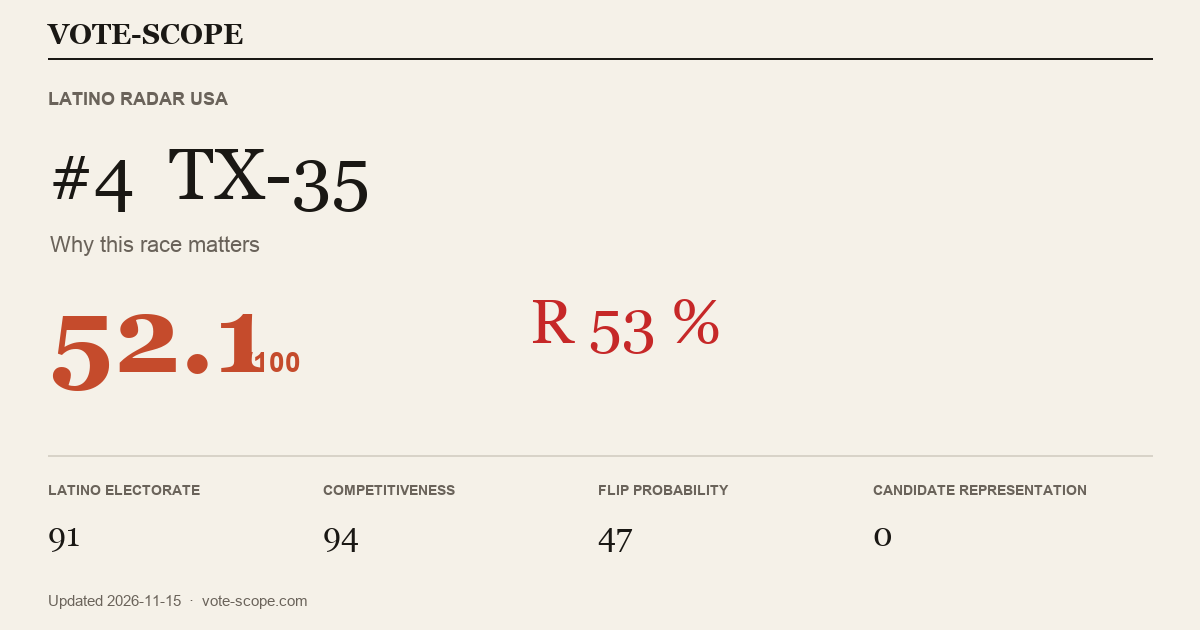 VOTE-SCOPE
LATINO RADAR USA
#4 TX-35
Why this race matters
52.1/100
R 53 %
LATINO ELECTORATE
COMPETITIVENESS
FLIP PROBABILITY
CANDIDATE REPRESENTATION
91
94
47
0
Updated 2026-11-15 · vote-scope.com